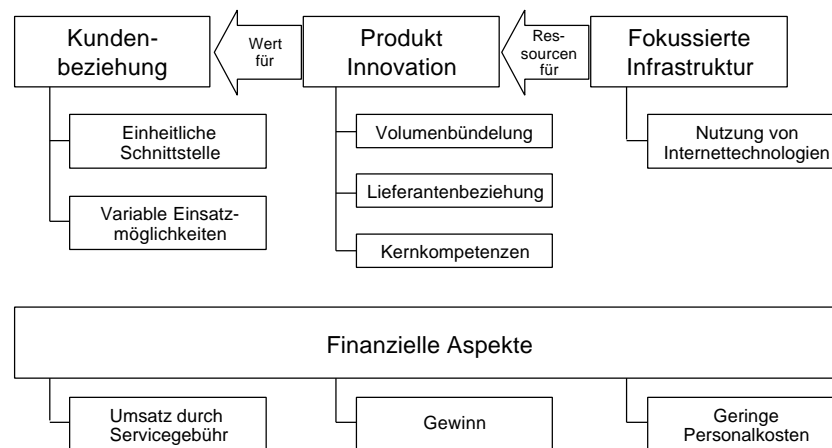 Kunden-
beziehung
Wert
für
Produkt
Innovation
Res-
sourcen
für
Fokussierte
Infrastruktur
Einheitliche
Schnittstelle
Variable Einsatz-
möglichkeiten
Volumenbündelung
Lieferantenbeziehung
Kernkompetenzen
Nutzung von
Internettechnologien
Finanzielle Aspekte
Umsatz durch
Servicegebühr
Gewinn
Geringe
Personalkosten